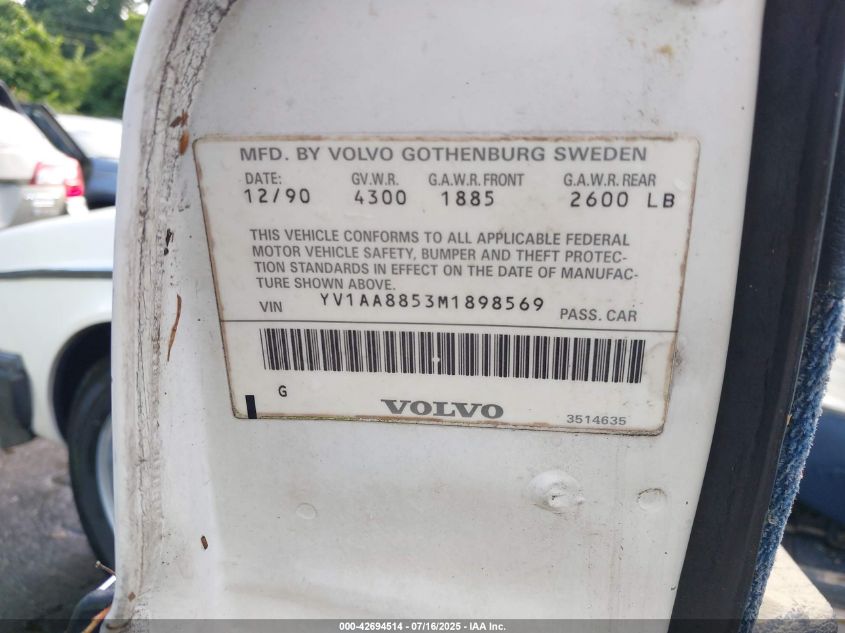 MFD. BY VOLVO GOTHENBURG SWEDEN
DATE: G.V.W.R. G.A.W.R. FRONT G.A.W.R. REAR
12/90 4300 1885 2600 LB
THIS VEHICLE CONFORMS TO ALL APPLICABLE FEDERAL
MOTOR VEHICLE SAFETY, BUMPER AND THEFT PROTEC-
TION STANDARDS IN EFFECT ON THE DATE OF MANUFAC-
TURE SHOWN ABOVE.
VIN YV1AA8853M1898569 PASS. CAR
G
VOLVO 3514635
000-42694514 - 07/16/2025 - IAA Inc.